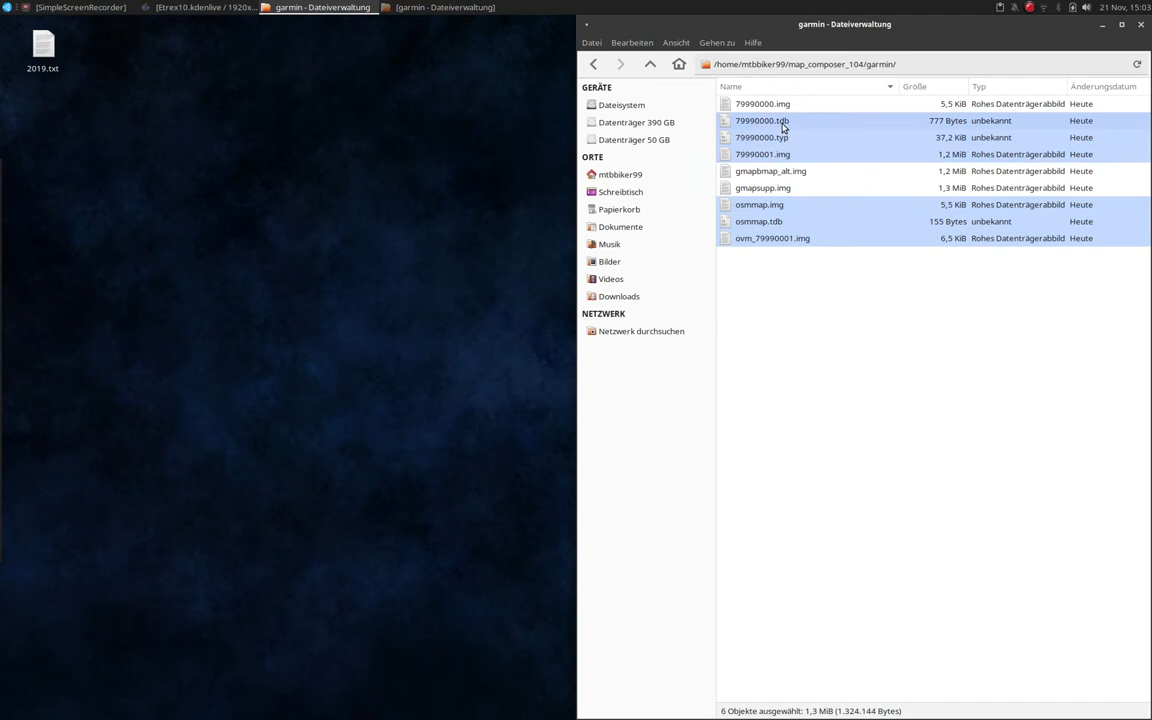 [SimpleScreenRecorder]
[Etrex10.kdenlive / 1920x...
garmin - Dateiverwaltung
[garmin - Dateiverwaltung]
21 Nov, 15:03
2019.txt
garmin - Dateiverwaltung
Datei Bearbeiten Ansicht Gehen zu Hilfe
/home/mtbbiker99/map_composer_104/garmin/
GERÄTE
Dateisystem
Datenträger 390 GB
Datenträger 50 GB
ORTE
mtbbiker99
Schreibtisch
Papierkorb
Dokumente
Musik
Bilder
Videos
Downloads
NETZWERK
Netzwerk durchsuchen
Name Größe Typ Änderungsdatum
79990000.img 5,5 KiB Rohes Datenträgerabbild Heute
79990000.tdb 777 Bytes unbekannt Heute
79990000.typ 37,2 KiB unbekannt Heute
79990001.img 1,2 MiB Rohes Datenträgerabbild Heute
gmapbmap_alt.img 1,2 MiB Rohes Datenträgerabbild Heute
gmapsupp.img 1,3 MiB Rohes Datenträgerabbild Heute
osmmap.img 5,5 KiB Rohes Datenträgerabbild Heute
osmmap.tdb 155 Bytes unbekannt Heute
ovm_79990001.img 6,5 KiB Rohes Datenträgerabbild Heute
6 Objekte ausgewählt: 1,3 MiB (1.324.144 Bytes)